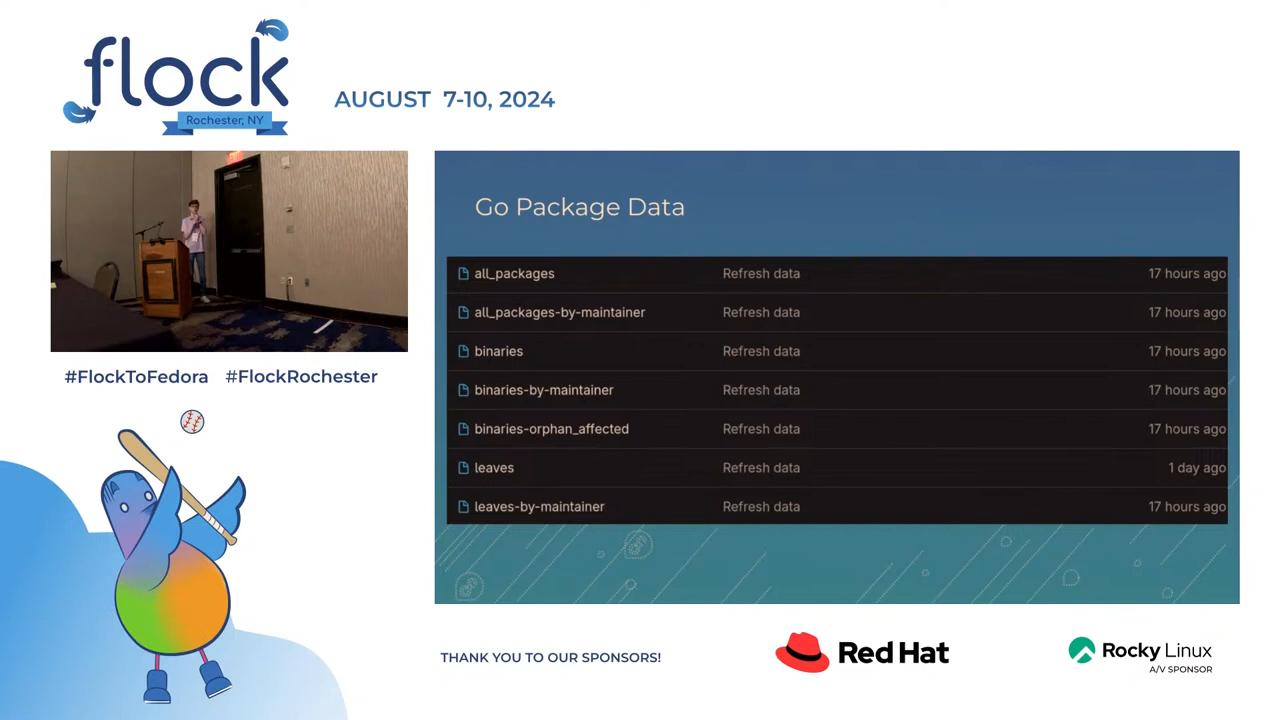 flock
Rochester, NY
AUGUST 7-10, 2024
#FlockToFedora #FlockRochester
Go Package Data
all_packages Refresh data 17 hours ago
all_packages-by-maintainer Refresh data 17 hours ago
binaries Refresh data 17 hours ago
binaries-by-maintainer Refresh data 17 hours ago
binaries-orphan_affected Refresh data 17 hours ago
leaves Refresh data 1 day ago
leaves-by-maintainer Refresh data 17 hours ago
THANK YOU TO OUR SPONSORS!
Red Hat
Rocky Linux
A/V SPONSOR